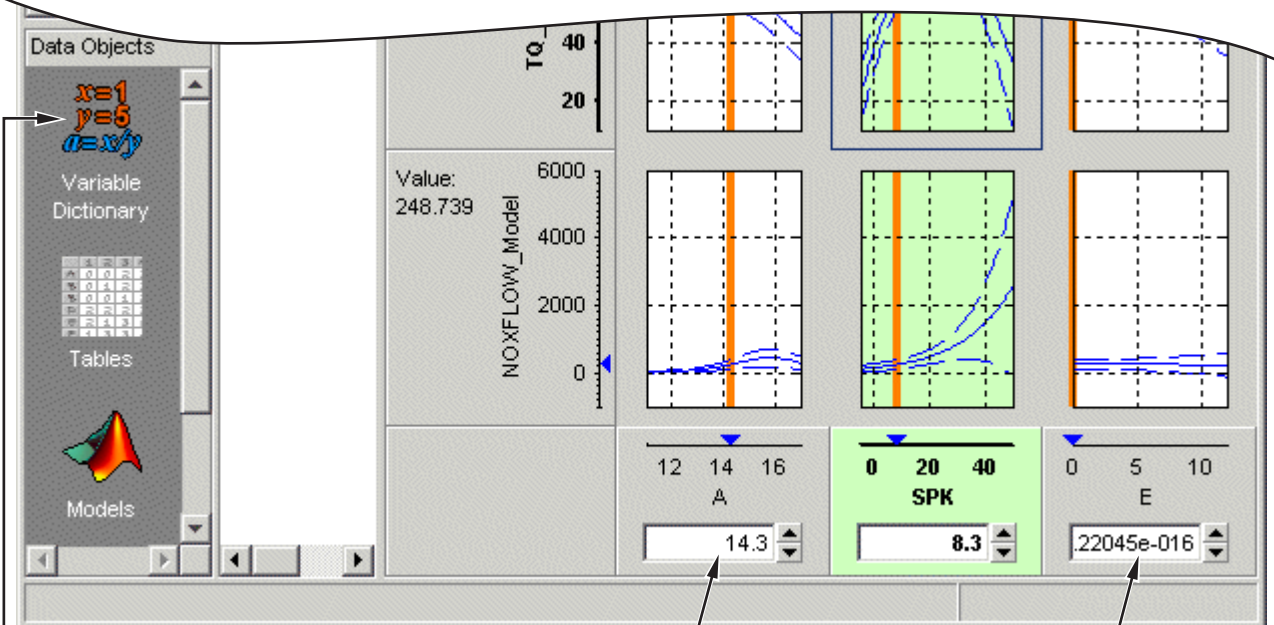 Data Objects
x=1
y=5
a=x/y
Variable
Dictionary
Tables
Models
TQ_
40
20
Value:
248.739
NOXFLOW_Model
6000
4000
2000
0
12 14 16
A
14.3
0 20 40
SPK
8.3
0 5 10
E
.22045e-016